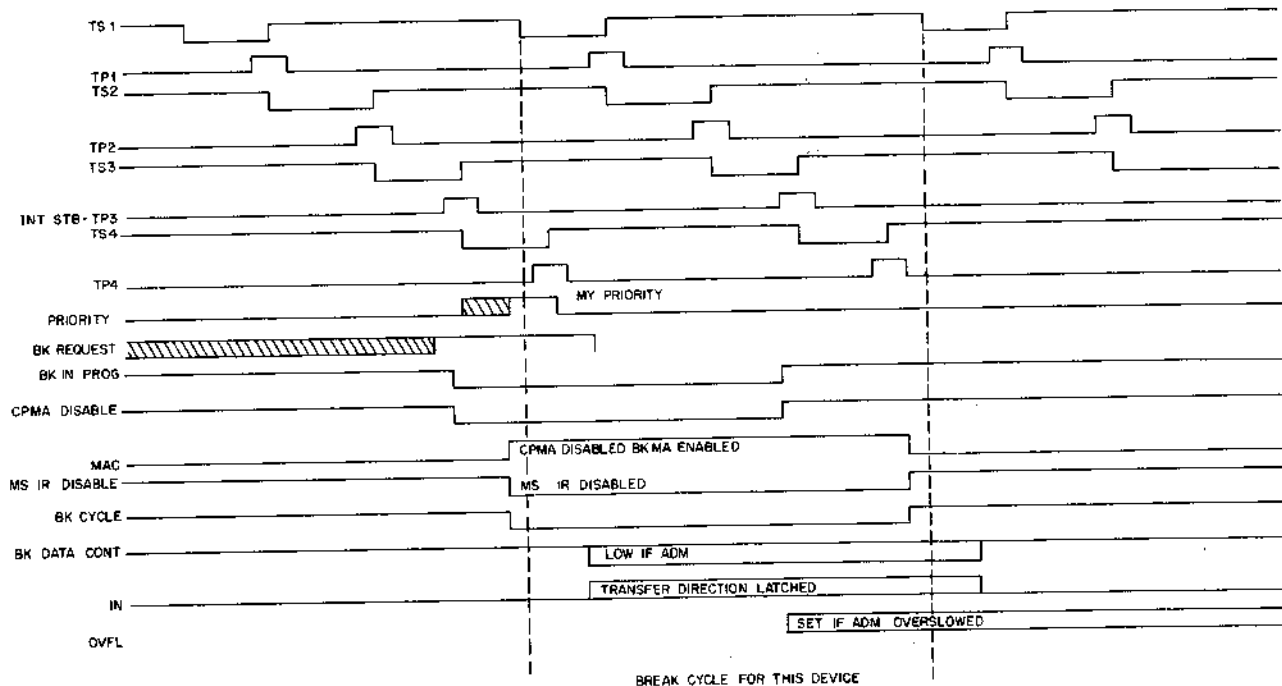 TS 1
TP1
TS2
TP2
TS3
INT STB - TP3
TS4
TP4
MY PRIORITY
PRIORITY
BK REQUEST
BK IN PROG
CPMA DISABLE
CPMA DISABLED BKMA ENABLED
MAC
MS IR DISABLE
MS IR DISABLED
BK CYCLE
BK DATA CONT
LOW IF ADM
TRANSFER DIRECTION LATCHED
IN
SET IF ADM OVERSLOWED
OVFL
BREAK CYCLE FOR THIS DEVICE